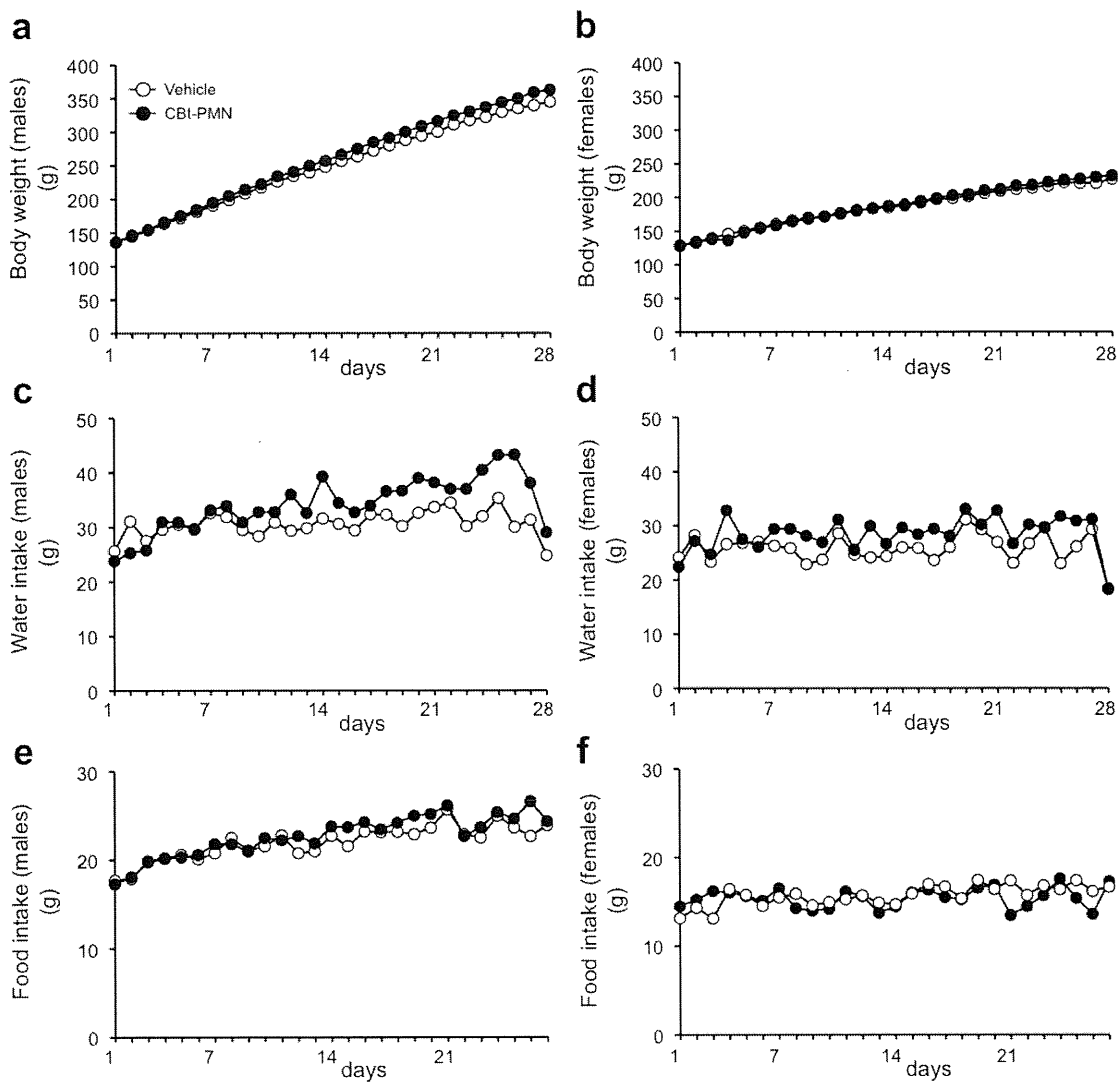 a
Body weight (males)
(g)
400
350
300
250
200
150
100
50
0
Vehicle
CBt-PMN
1
7
14
21
28
days
b
Body weight (females)
(g)
400
350
300
250
200
150
100
50
0
1
7
14
21
28
days
c
Water intake (males)
(g)
50
40
30
20
10
0
1
7
14
21
28
days
d
Water intake (females)
(g)
50
40
30
20
10
0
1
7
14
21
28
days
e
Food intake (males)
(g)
30
20
10
0
1
7
14
21
days
f
Food intake (females)
(g)
30
20
10
0
1
7
14
21
days